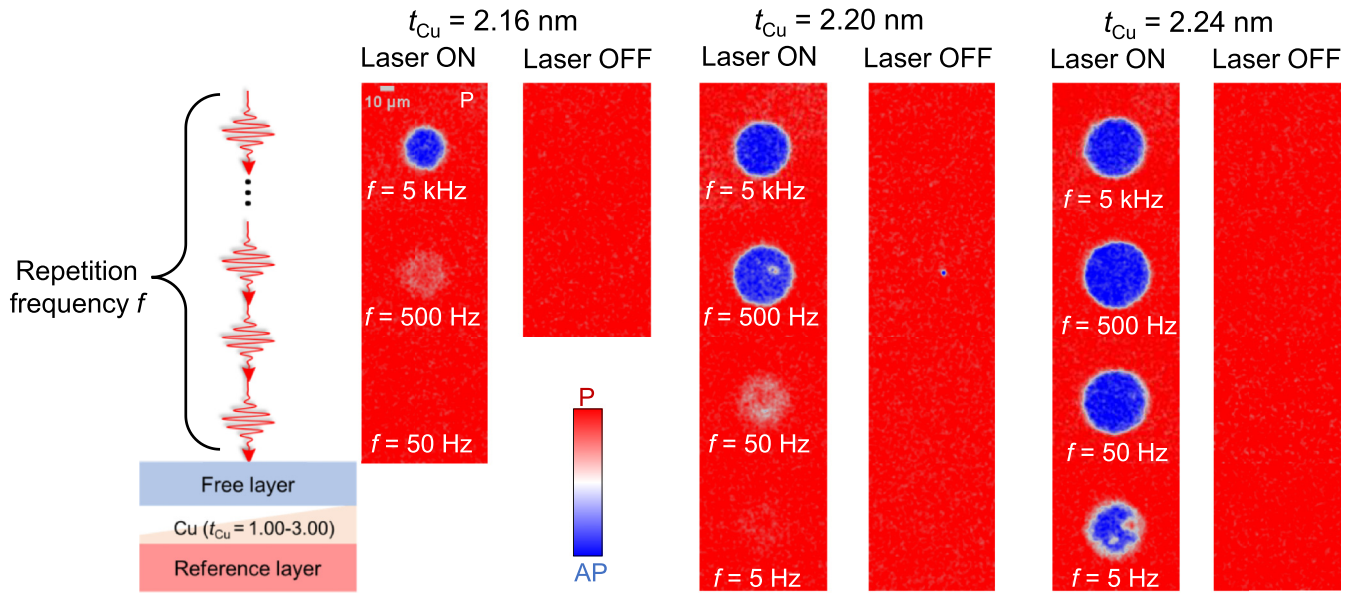 t_Cu = 2.16 nm
Laser ON
Laser OFF
10 µm
P
f = 5 kHz
f = 500 Hz
f = 50 Hz
t_Cu = 2.20 nm
Laser ON
Laser OFF
f = 5 kHz
f = 500 Hz
f = 50 Hz
f = 5 Hz
t_Cu = 2.24 nm
Laser ON
Laser OFF
f = 5 kHz
f = 500 Hz
f = 50 Hz
f = 5 Hz
Repetition
frequency f
Free layer
Cu (t_Cu = 1.00-3.00)
Reference layer
P
AP